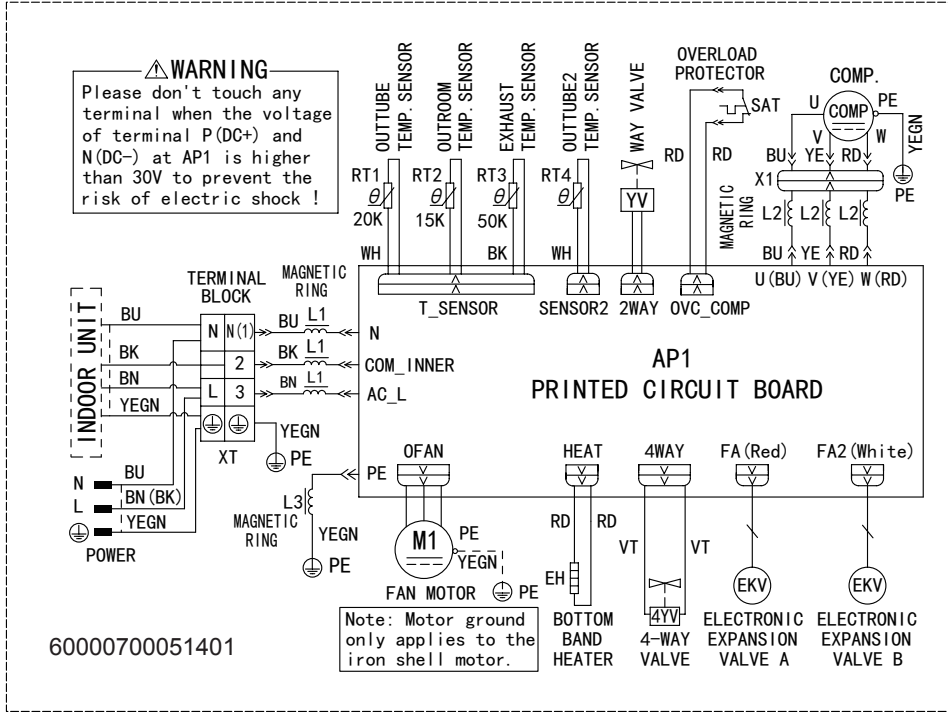 WARNING
Please don't touch any
terminal when the voltage
of terminal P(DC+) and
N(DC-) at AP1 is higher
than 30V to prevent the
risk of electric shock !
OUTTUBE
TEMP. SENSOR
OUTROOM
TEMP. SENSOR
EXHAUST
TEMP. SENSOR
OUTTUBE2
TEMP. SENSOR
WAY VALVE
OVERLOAD
PROTECTOR
SAT
COMP.
U
COMP
PE
V
W
YEGN
RT1
θ
20K
RT2
θ
15K
RT3
θ
50K
RT4
θ
YV
RD
RD
MAGNETIC
RING
BU
YE
RD
X1
PE
L2
L2
L2
WH
BK
WH
BU
YE
RD
U(BU)
V(YE)
W(RD)
T_SENSOR
SENSOR2
2WAY
OVC_COMP
TERMINAL
BLOCK
MAGNETIC
RING
INDOOR UNIT
BU
BK
BN
YEGN
N
N(1)
2
L
3
XT
BU
L1
BK
L1
BN
L1
N
COM_INNER
AC_L
YEGN
PE
PE
AP1
PRINTED CIRCUIT BOARD
N
BU
L
BN(BK)
YEGN
POWER
L3
MAGNETIC
RING
YEGN
PE
OFAN
HEAT
4WAY
FA(Red)
FA2(White)
M1
PE
YEGN
PE
FAN MOTOR
RD
RD
EH
VT
VT
4YV
EKV
EKV
Note: Motor ground
only applies to the
iron shell motor.
BOTTOM
BAND
HEATER
4-WAY
VALVE
ELECTRONIC
EXPANSION
VALVE A
ELECTRONIC
EXPANSION
VALVE B
60000700051401